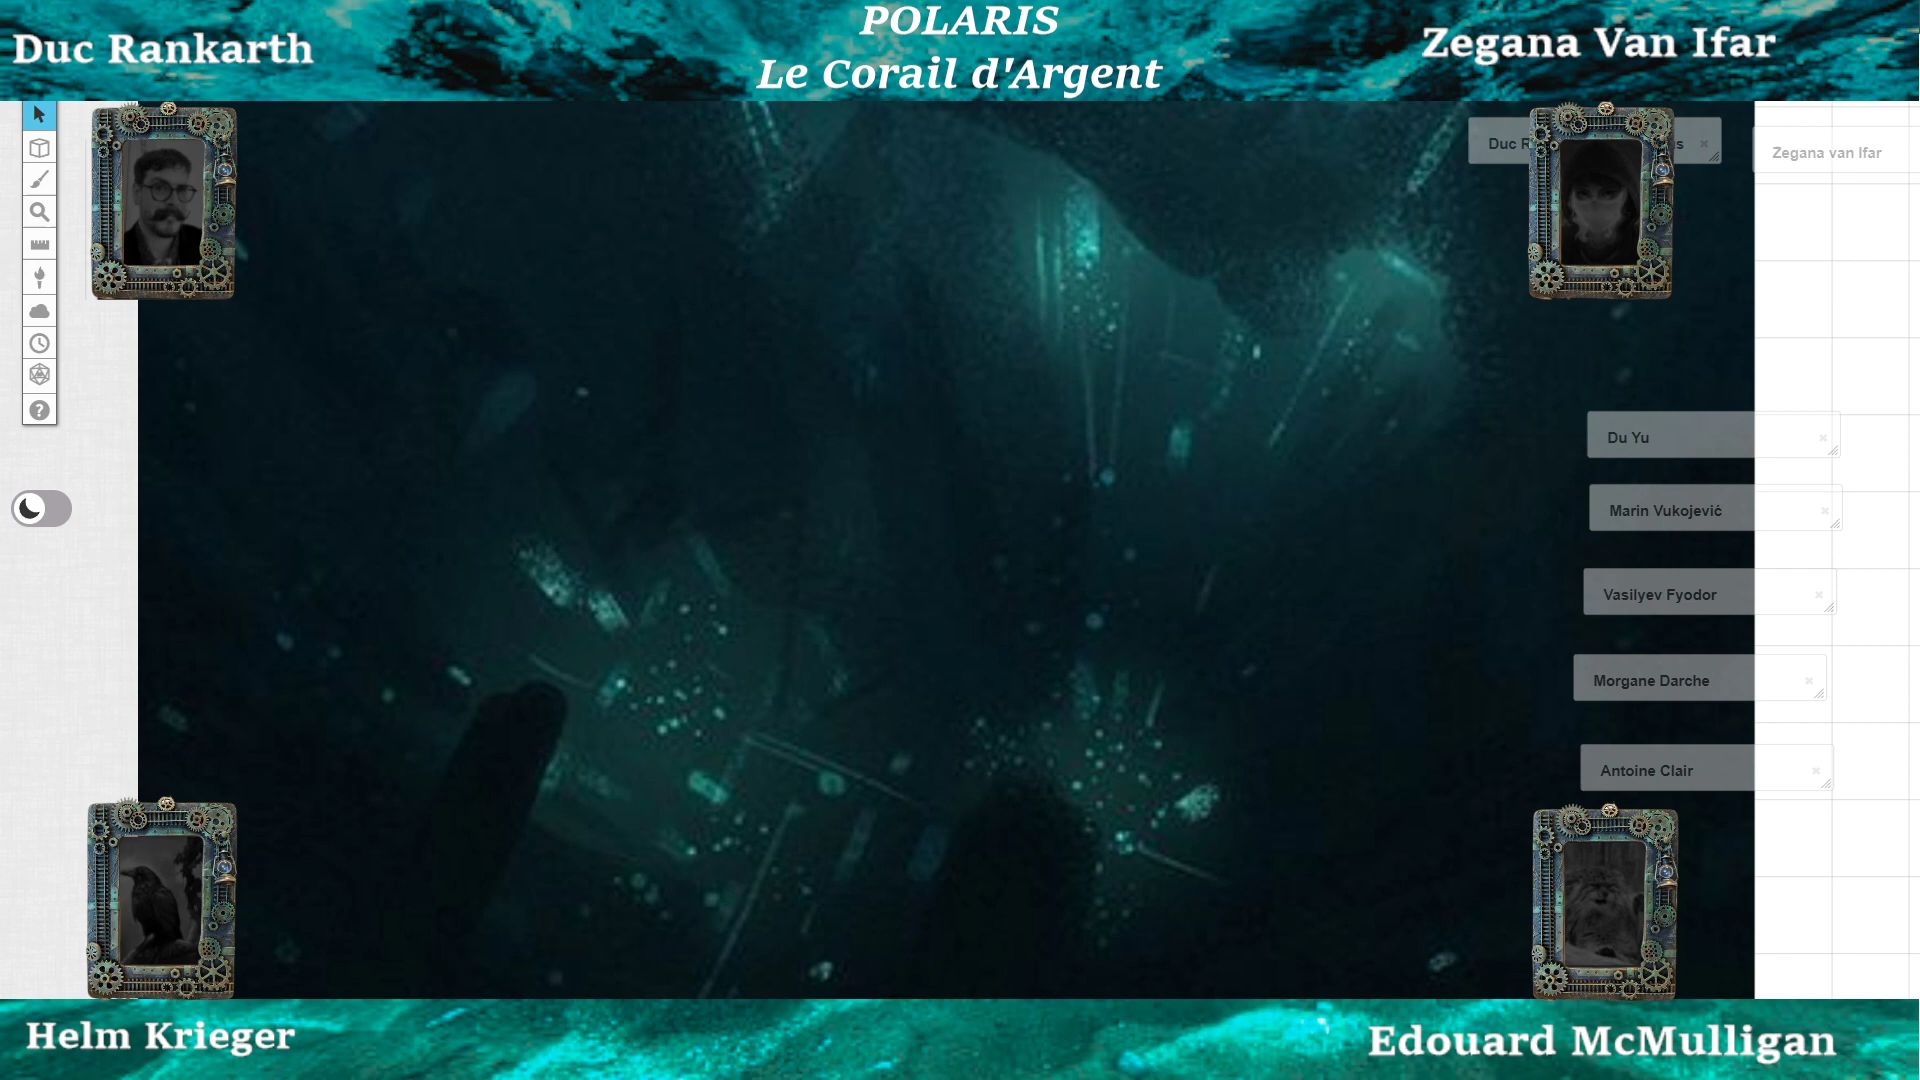 POLARIS
Le Corail d'Argent
Duc Rankarth
Zegana Van Ifar
Duc
Zegana van Ifar
Du Yu
Marin Vukojević
Vasilyev Fyodor
Morgane Darche
Antoine Clair
Helm Krieger
Edouard McMulligan